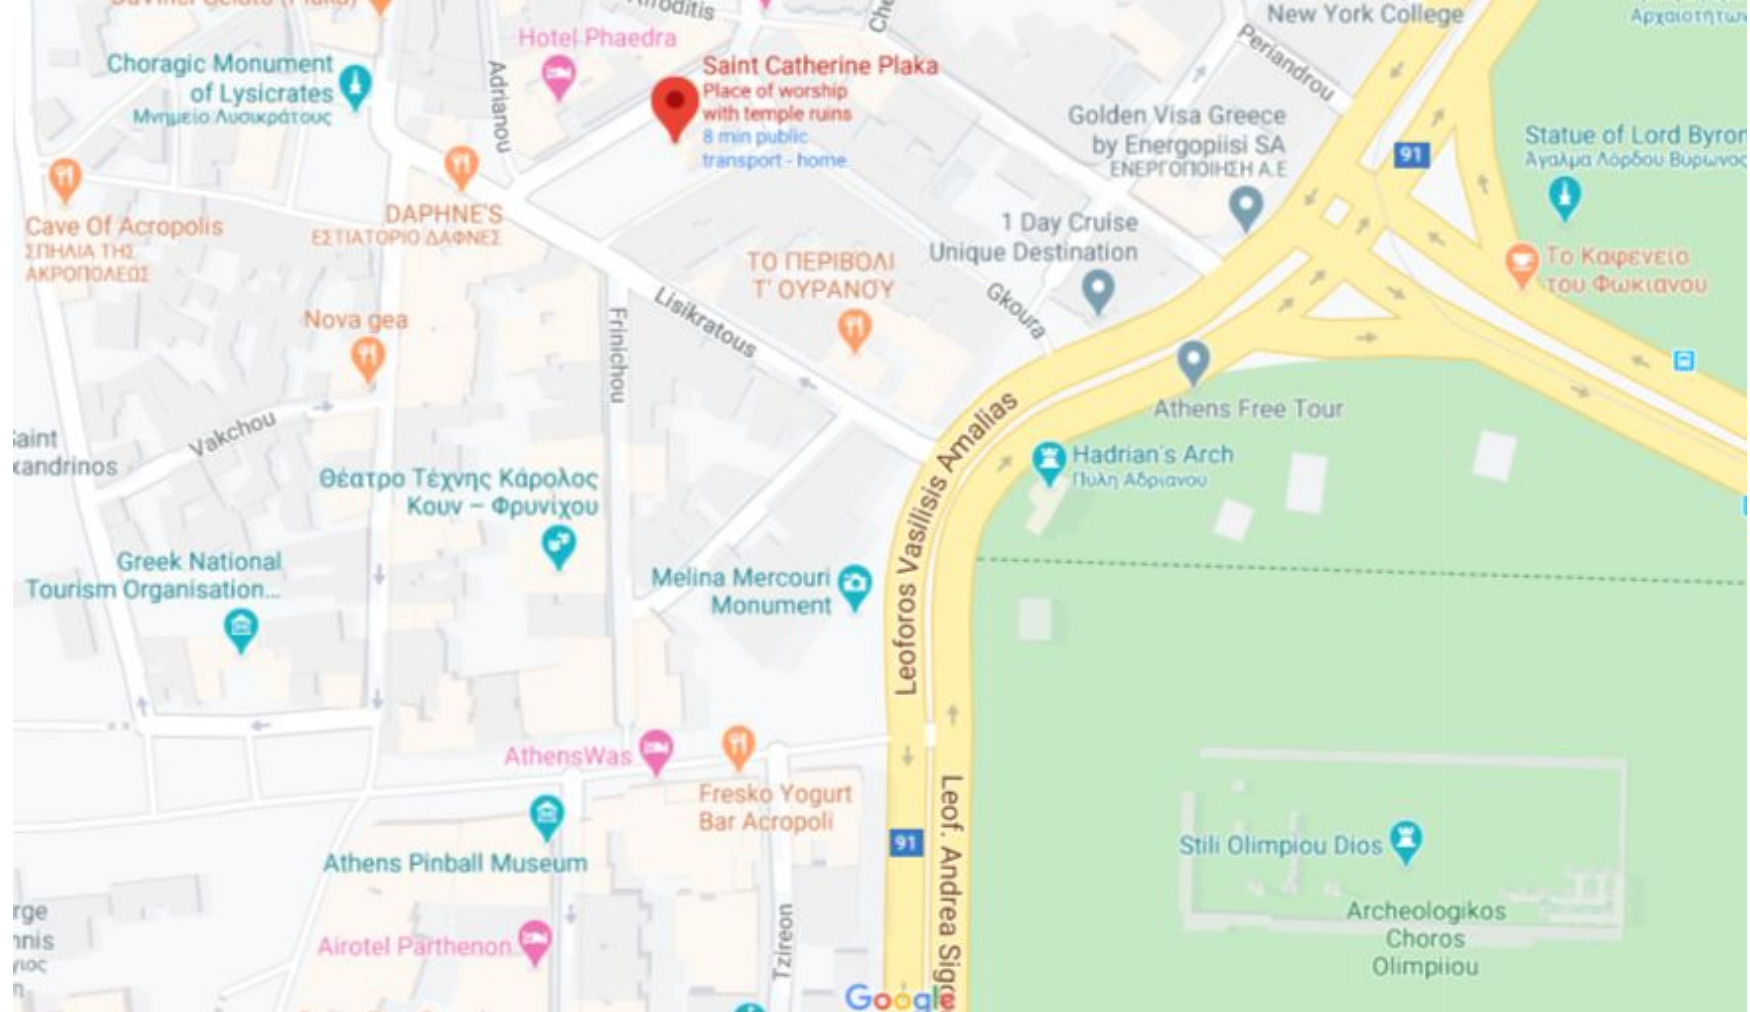 DaVinci Gelato (Plaka)
Afroditis
New York College
Hotel Phaedra
Periandrou
Choragic Monument
of Lysicrates
Μνημείο Λυσικράτους
Adrianou
Saint Catherine Plaka
Place of worship
with temple ruins
8 min public
transport - home
Golden Visa Greece
by Energopiisi SA
ΕΝΕΡΓΟΠΟΙΗΣΗ Α.Ε
91
Statue of Lord Byron
Άγαλμα Λόρδου Βύρωνος
Cave Of Acropolis
ΣΠΗΛΙΑ ΤΗΣ
ΑΚΡΟΠΟΛΕΩΣ
DAPHNE'S
ΕΣΤΙΑΤΟΡΙΟ ΔΑΦΝΕΣ
1 Day Cruise
Unique Destination
ΤΟ ΠΕΡΙΒΟΛΙ
Τ' ΟΥΡΑΝΟΥ
Το Καφενείο
του Φωκιανού
Gkoura
Nova gea
Frinichou
Lisikratous
Athens Free Tour
Vakchou
Leoforos Vasilisis Amalias
Hadrian's Arch
Πύλη Αδριανού
Θέατρο Τέχνης Κάρολος
Κουν – Φρυνίχου
Greek National
Tourism Organisation...
Melina Mercouri
Monument
AthensWas
Fresko Yogurt
Bar Acropoli
Athens Pinball Museum
91
Leof. Andrea Sigro
Stili Olimpiou Dios
Archeologikos
Choros
Olimpiiou
Airotel Parthenon
Tzireon
Google